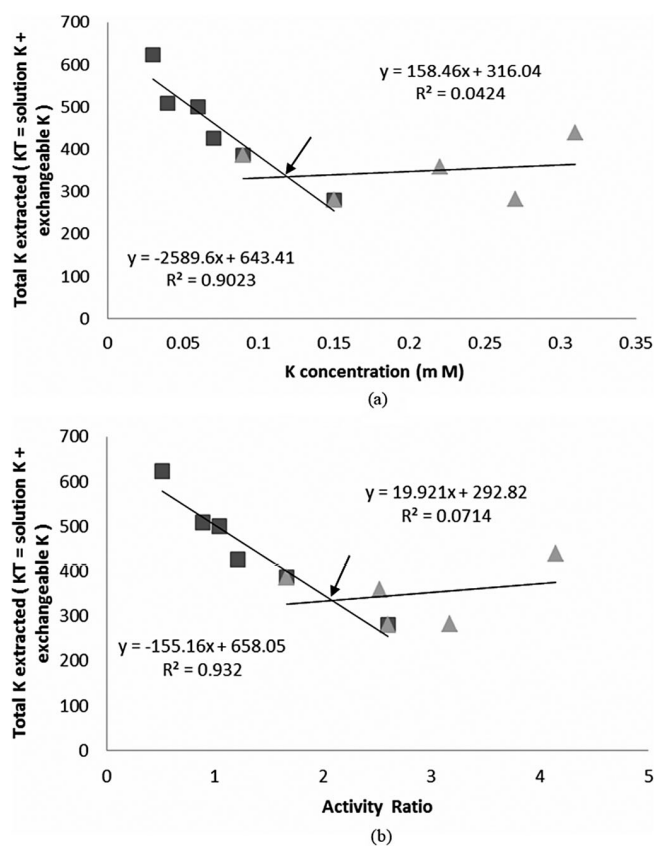 700
600
500
400
300
200
100
0
Total K extracted ( KT = solution K +
exchangeable K )
y = 158.46x + 316.04
R² = 0.0424
y = -2589.6x + 643.41
R² = 0.9023
0 0.05 0.1 0.15 0.2 0.25 0.3 0.35
K concentration (m M)
(a)
700
600
500
400
300
200
100
0
Total K extracted ( KT = solution K +
exchangeable K )
y = 19.921x + 292.82
R² = 0.0714
y = -155.16x + 658.05
R² = 0.932
0 1 2 3 4 5
Activity Ratio
(b)